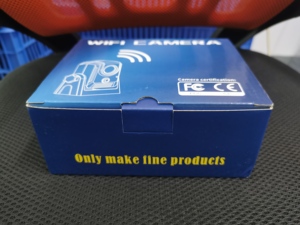 WIFI CAMERA
Camera certification:
FC CE
Only make fine products